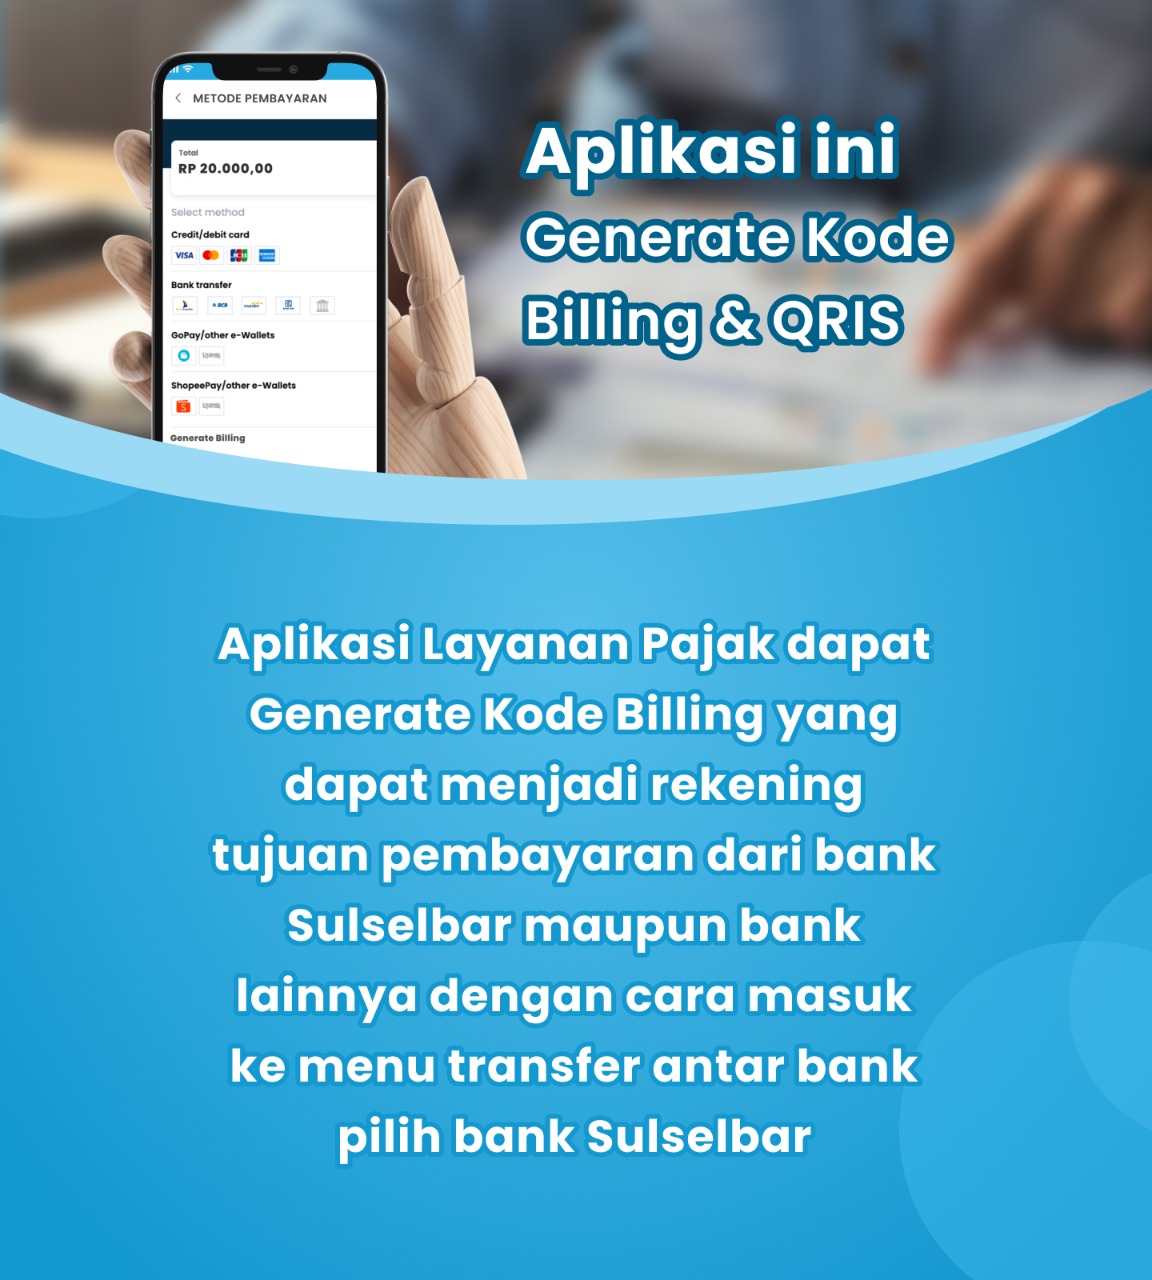 METODE PEMBAYARAN
Total
RP 20.000,00
Select method
Credit/debit card
VISA
JCB
Bank transfer
BCA
GoPay/other e-Wallets
ShopeePay/other e-Wallets
Generate Billing
Aplikasi ini
Generate Kode
Billing & QRIS
Aplikasi Layanan Pajak dapat
Generate Kode Billing yang
dapat menjadi rekening
tujuan pembayaran dari bank
Sulselbar maupun bank
lainnya dengan cara masuk
ke menu transfer antar bank
pilih bank Sulselbar